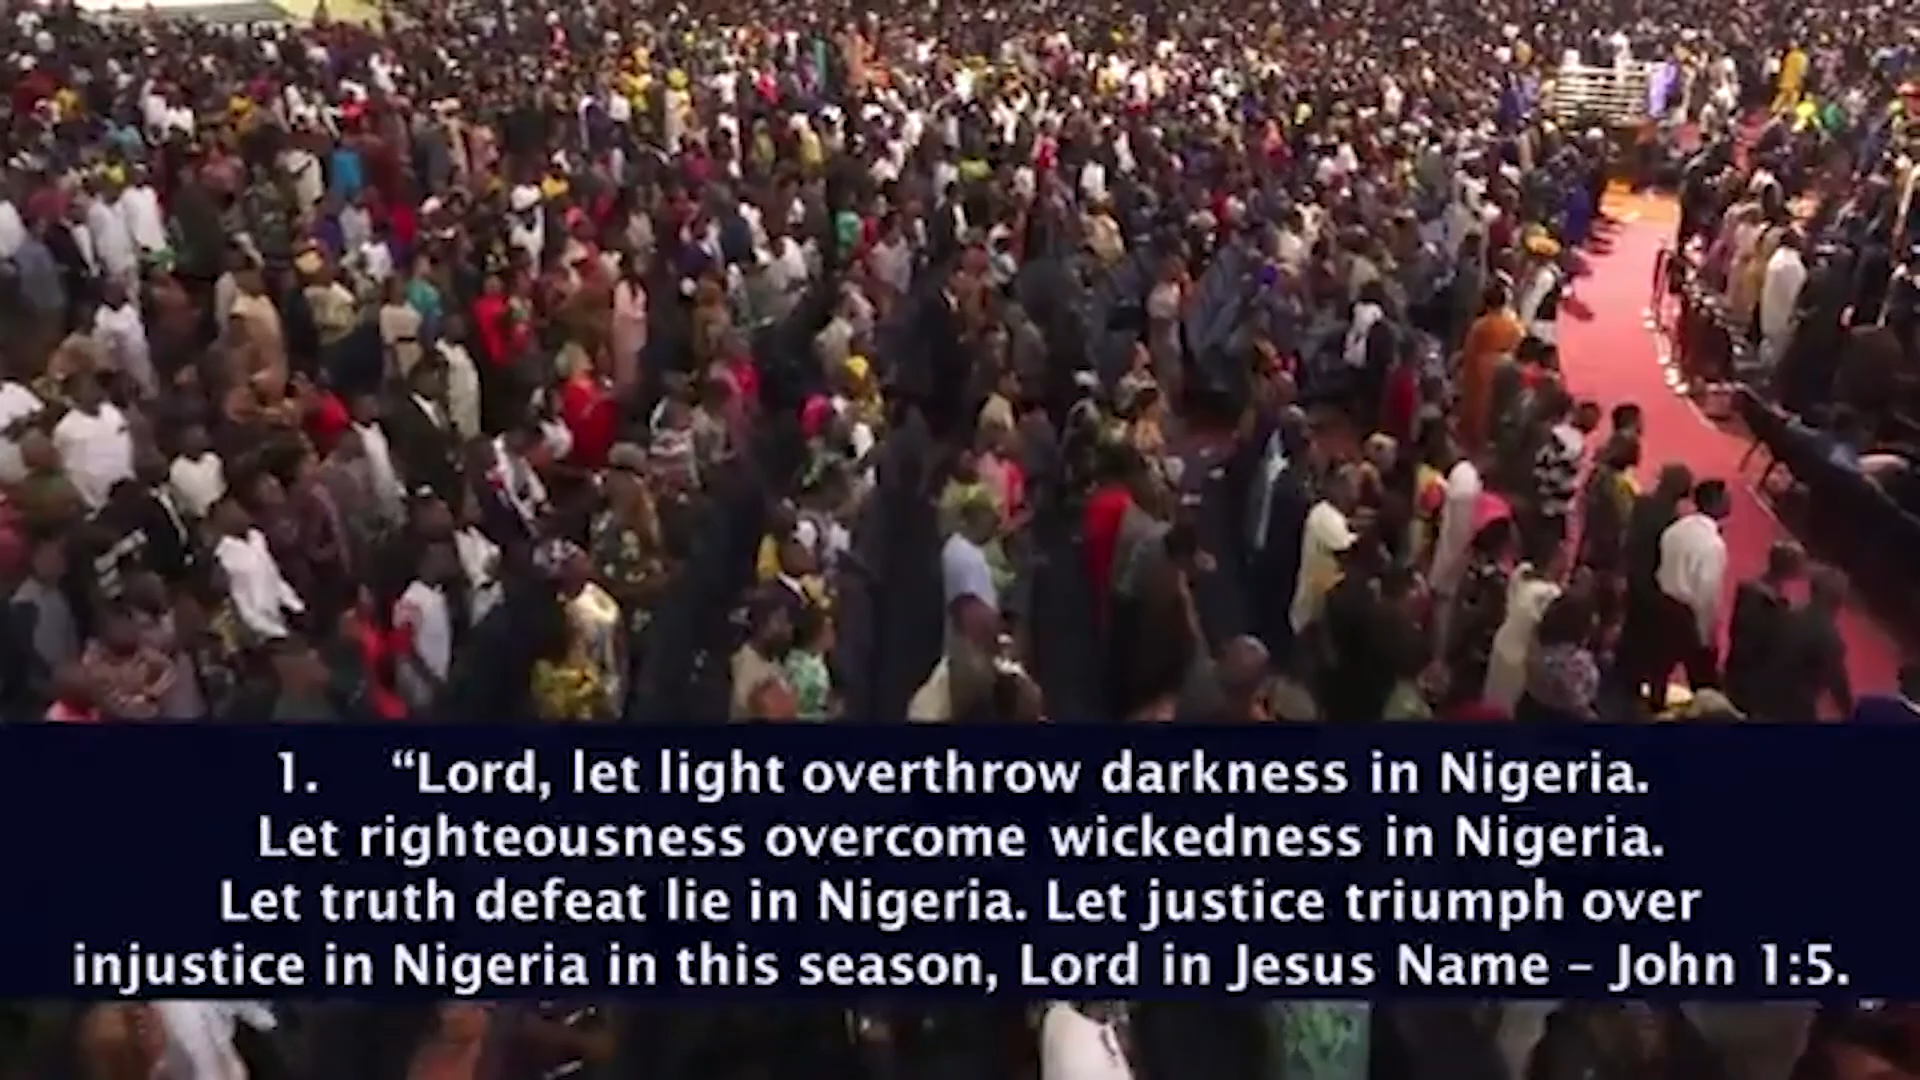 1. “Lord, let light overthrow darkness in Nigeria.
Let righteousness overcome wickedness in Nigeria.
Let truth defeat lie in Nigeria. Let justice triumph over
injustice in Nigeria in this season, Lord in Jesus Name – John 1:5.